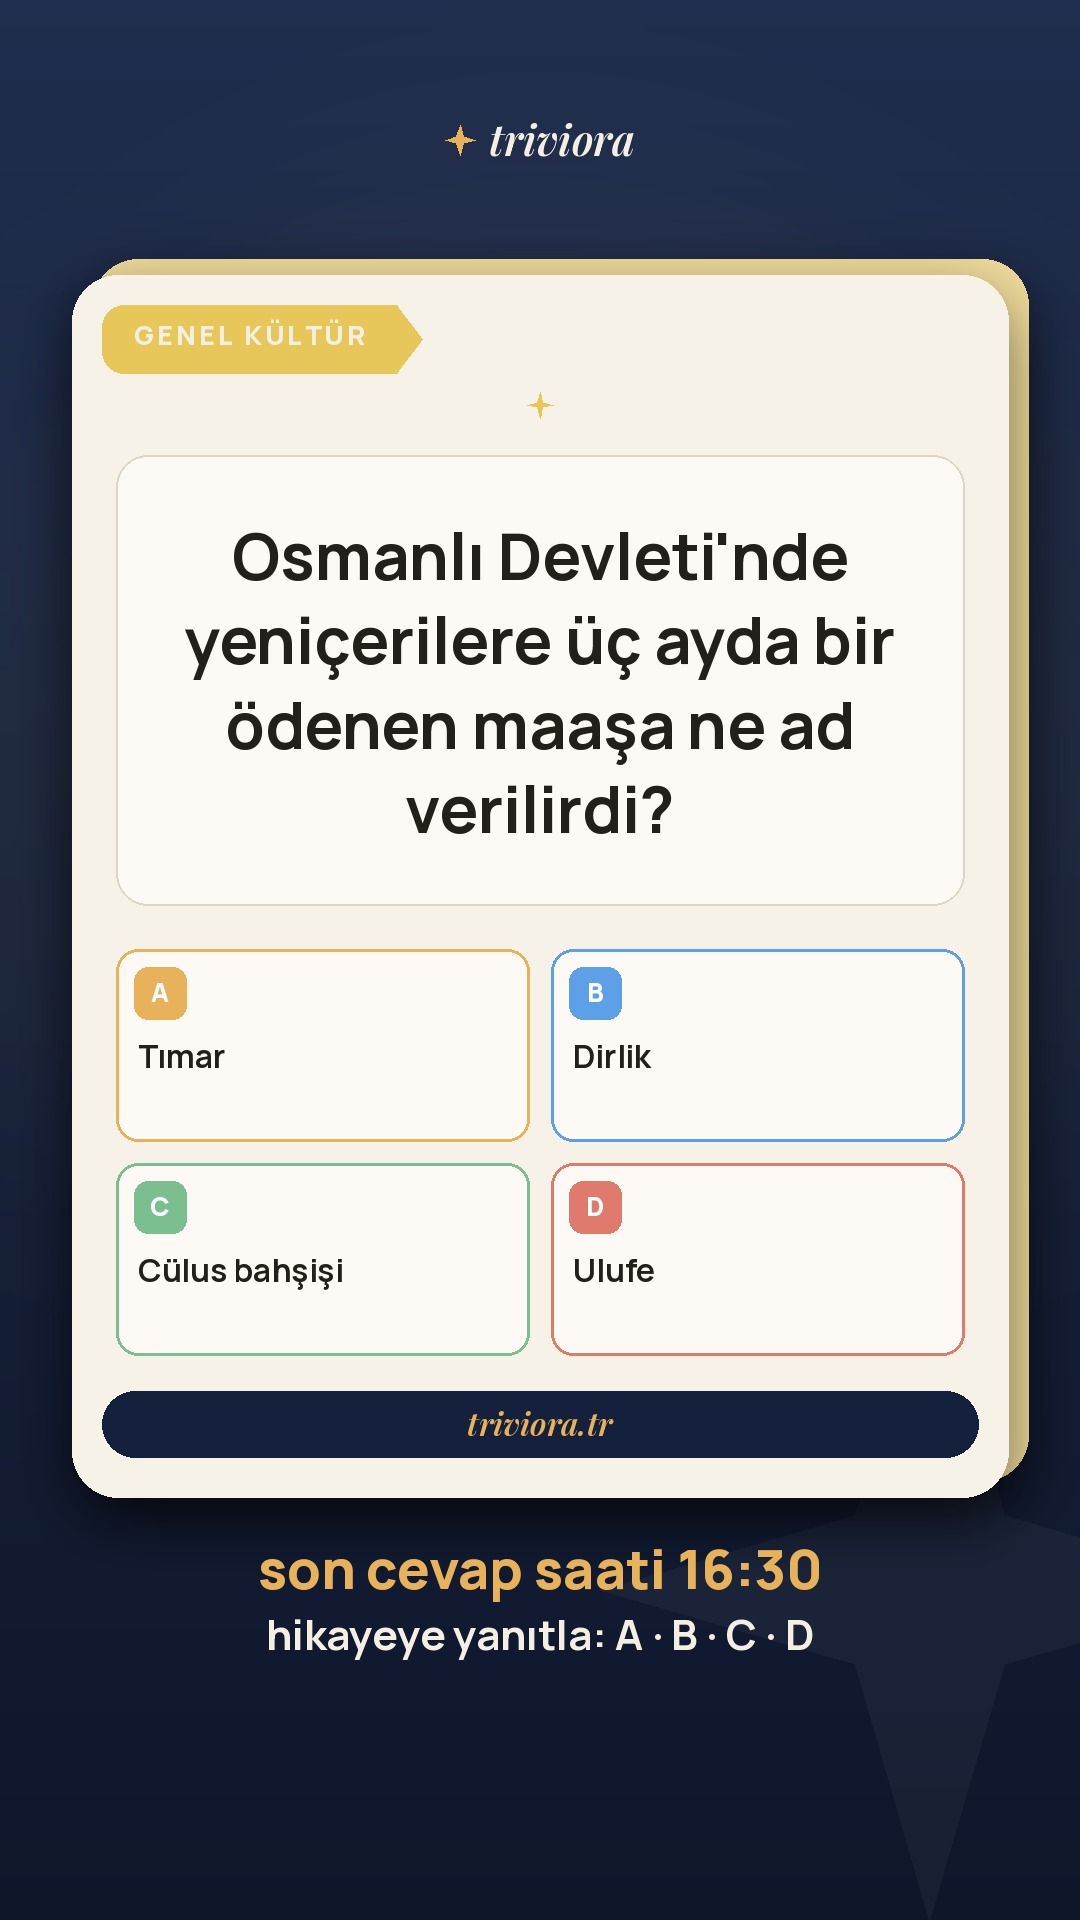 triviora
GENEL KÜLTÜR
Osmanlı Devleti'nde
yeniçerilere üç ayda bir
ödenen maaşa ne ad
verilirdi?
A
Tımar
B
Dirlik
C
Cülus bahşişi
D
Ulufe
triviora.tr
son cevap saati 16:30
hikayeye yanıtla: A · B · C · D